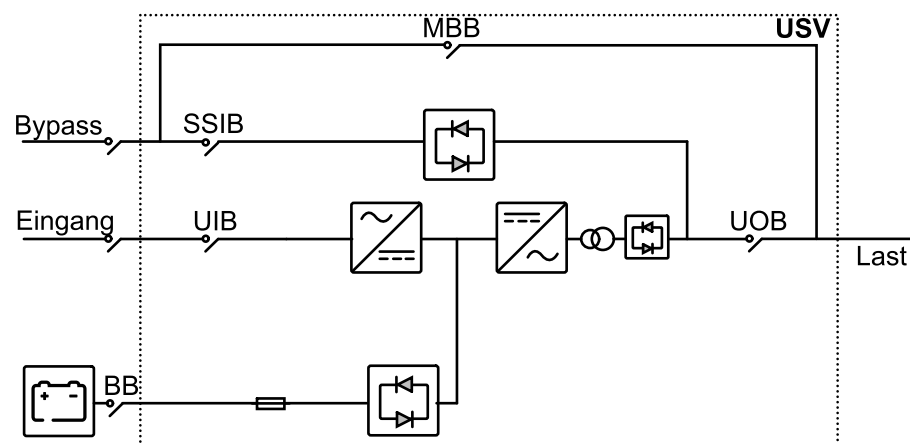 MBB
USV
Bypass
SSIB
Eingang
UIB
UOB
Last
BB